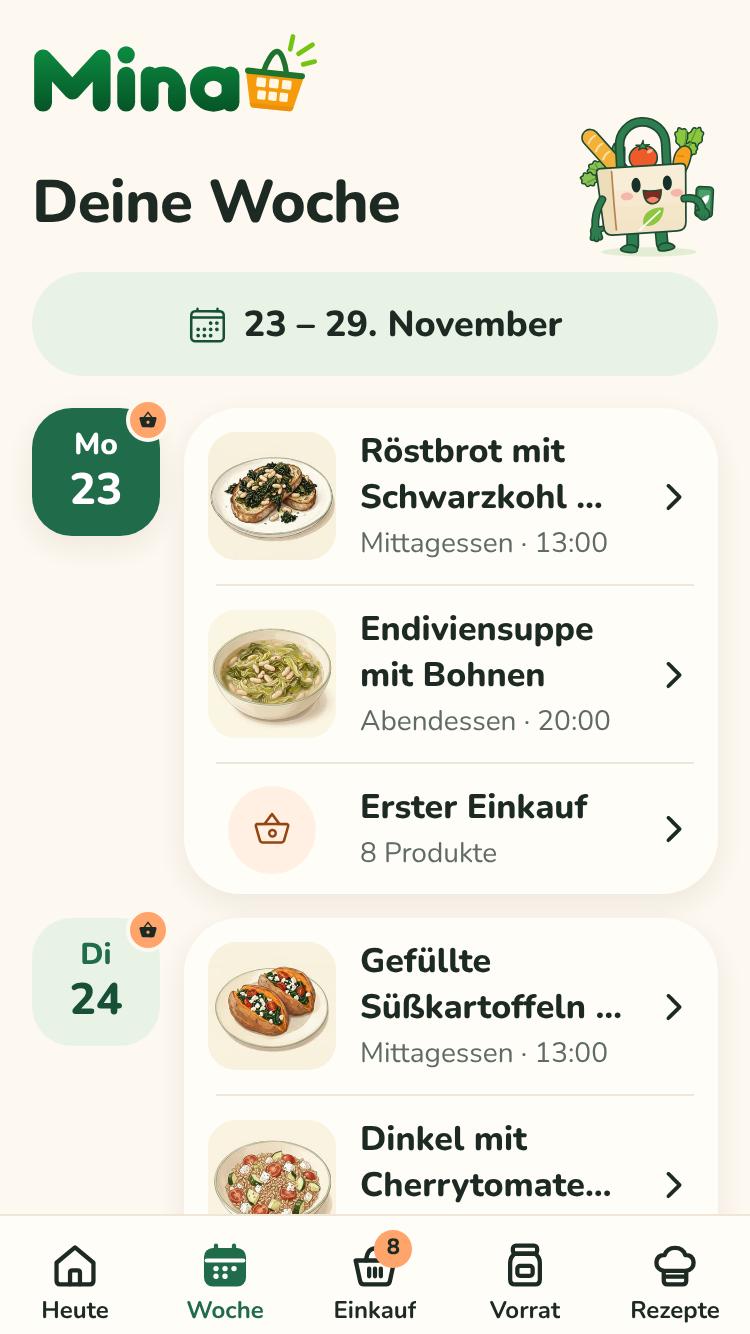 Mina
Deine Woche
23 – 29. November
Mo
23
Röstbrot mit
Schwarzkohl ...
Mittagessen · 13:00
Endiviensuppe
mit Bohnen
Abendessen · 20:00
Erster Einkauf
8 Produkte
Di
24
Gefüllte
Süßkartoffeln ...
Mittagessen · 13:00
Dinkel mit
Cherrytomate...
8
Heute
Woche
Einkauf
Vorrat
Rezepte